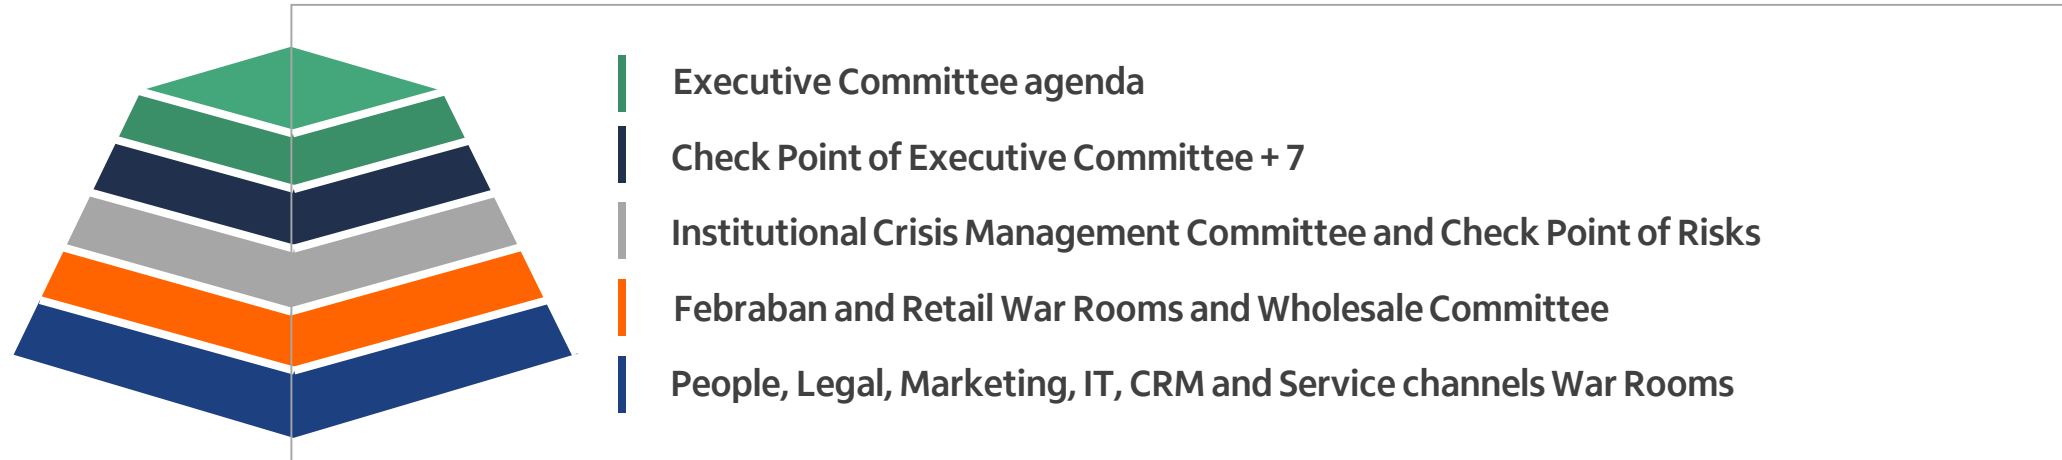 Executive Committee agenda
Check Point of Executive Committee + 7
Institutional Crisis Management Committee and Check Point of Risks
Febraban and Retail War Rooms and Wholesale Committee
People, Legal, Marketing, IT, CRM and Service channels War Rooms